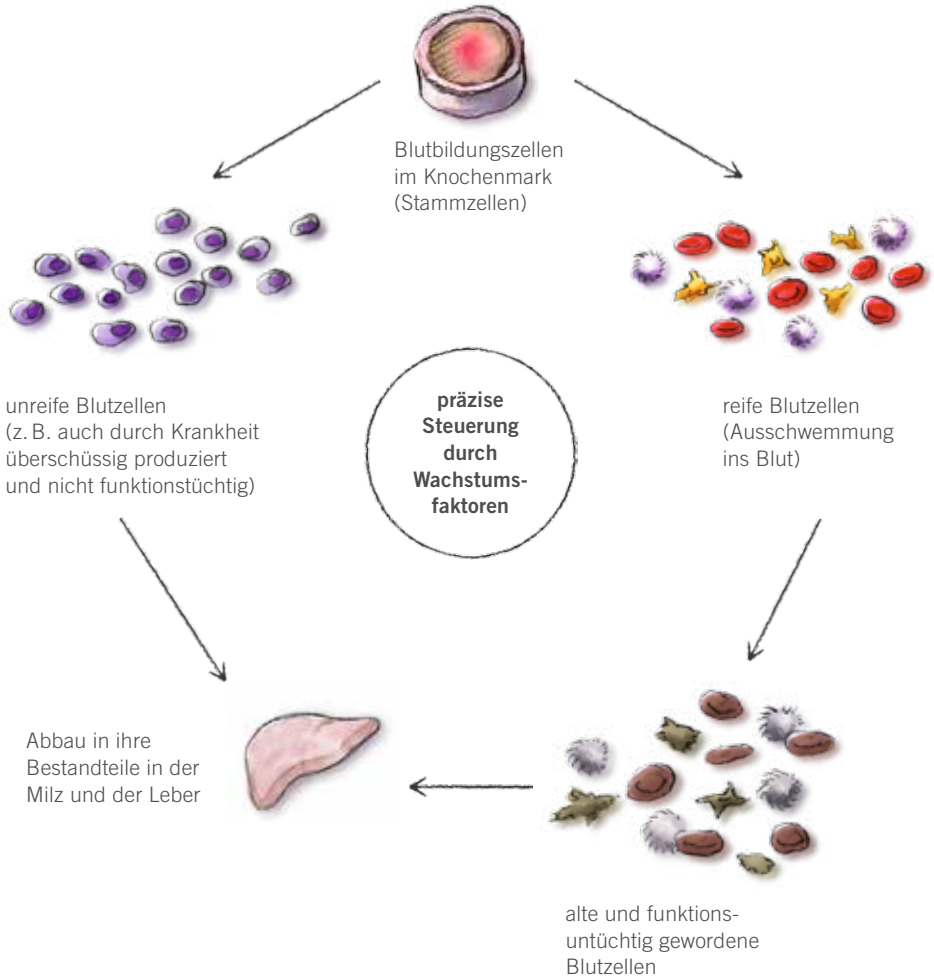 Blutbildungszellen
im Knochenmark
(Stammzellen)
unreife Blutzellen
(z. B. auch durch Krankheit
überschüssig produziert
und nicht funktionstüchtig)
präzise
Steuerung
durch
Wachstums-
faktoren
reife Blutzellen
(Ausschwemmung
ins Blut)
Abbau in ihre
Bestandteile in der
Milz und der Leber
alte und funktions-
untüchtig gewordene
Blutzellen